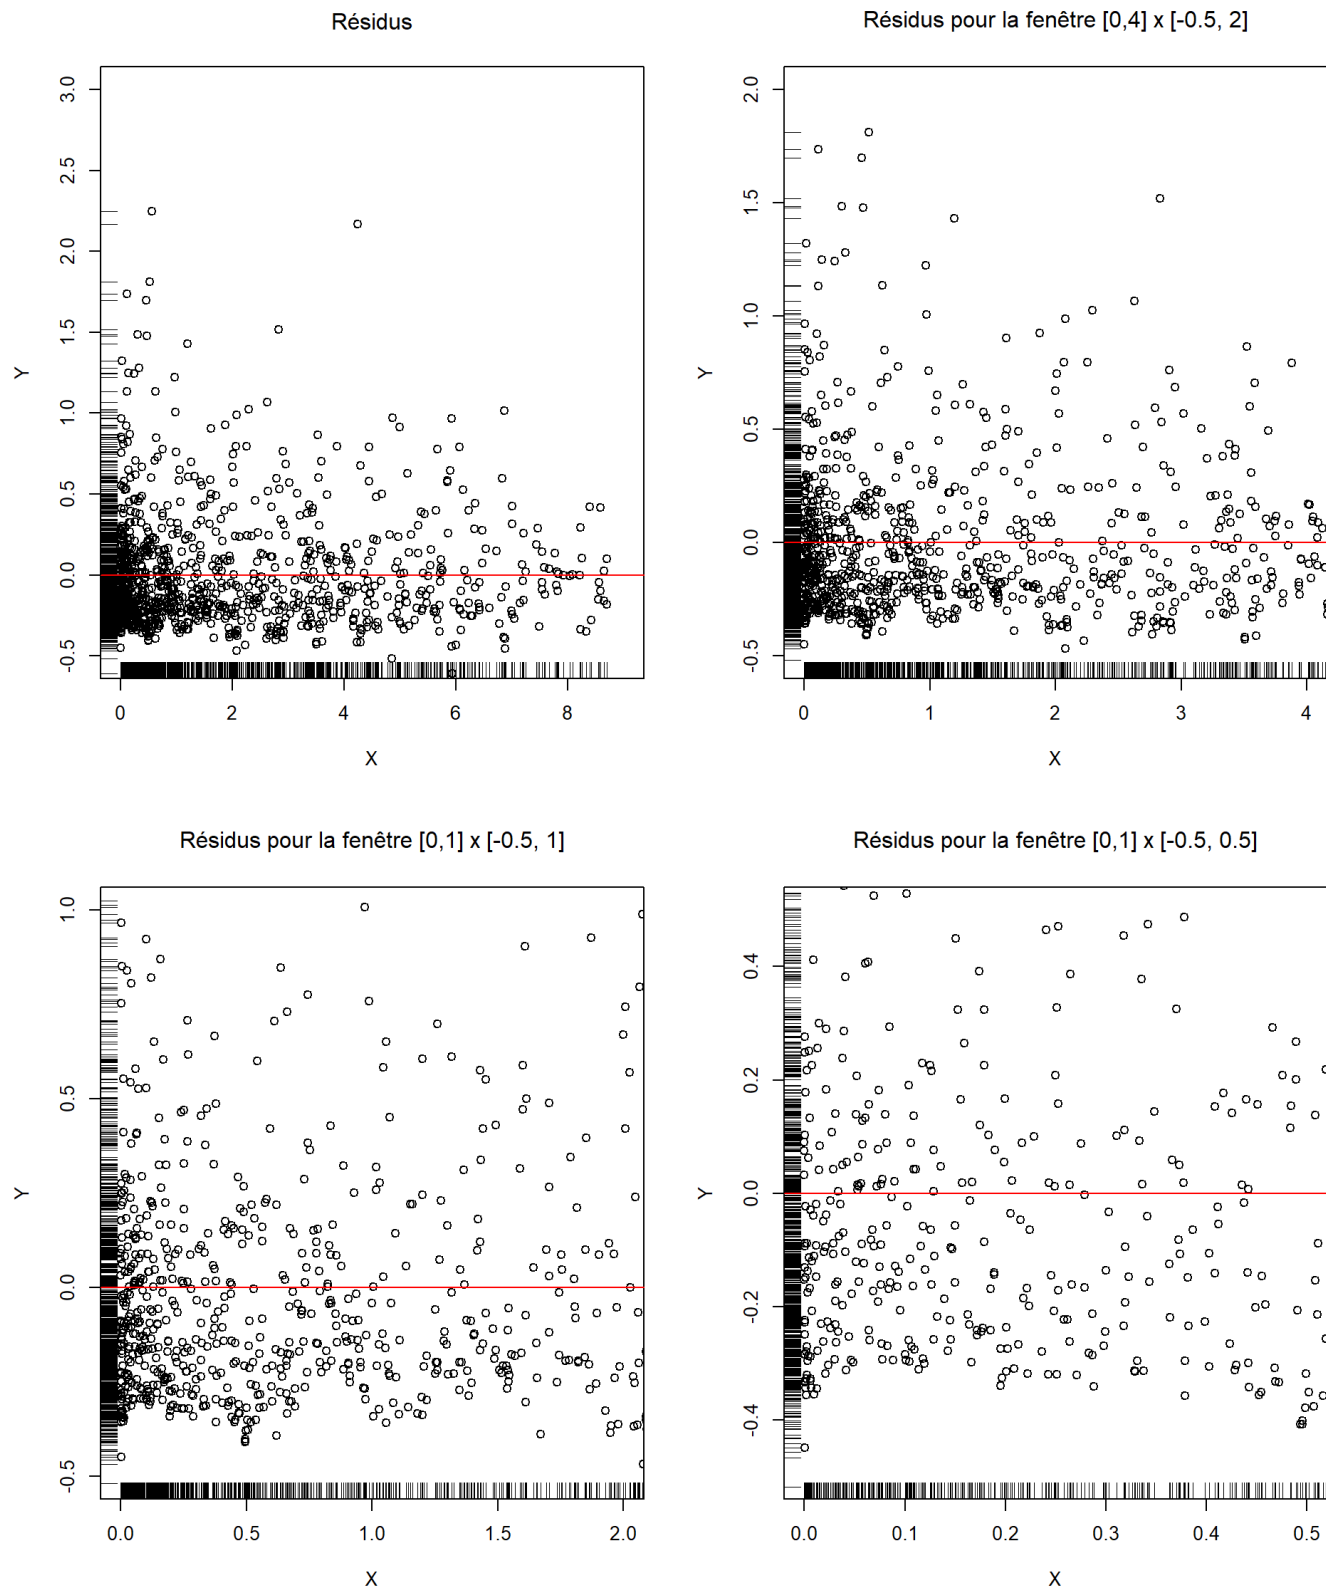 Résidus
3.0
2.5
2.0
1.5
1.0
0.5
0.0
-0.5
Y
0 2 4 6 8
X
Résidus pour la fenêtre [0,4] x [-0.5, 2]
2.0
1.5
1.0
0.5
0.0
-0.5
Y
0 1 2 3 4
X
Résidus pour la fenêtre [0,1] x [-0.5, 1]
1.0
0.5
0.0
-0.5
Y
0.0 0.5 1.0 1.5 2.0
X
Résidus pour la fenêtre [0,1] x [-0.5, 0.5]
0.4
0.2
0.0
-0.2
-0.4
Y
0.0 0.1 0.2 0.3 0.4 0.5
X